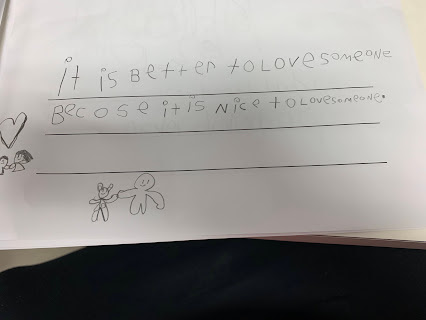 it is Better to Love someone
Becose it is Nice to Love someone.